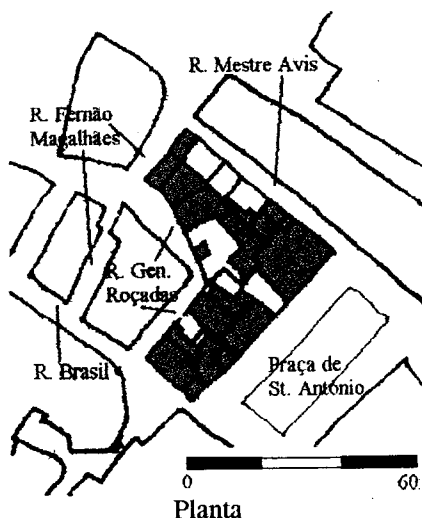 R. Mestre Avis
R. Fernão
Magalhães
R. Gen.
Roçadas
R. Brasil
Praça de
St. António
0
60
Planta